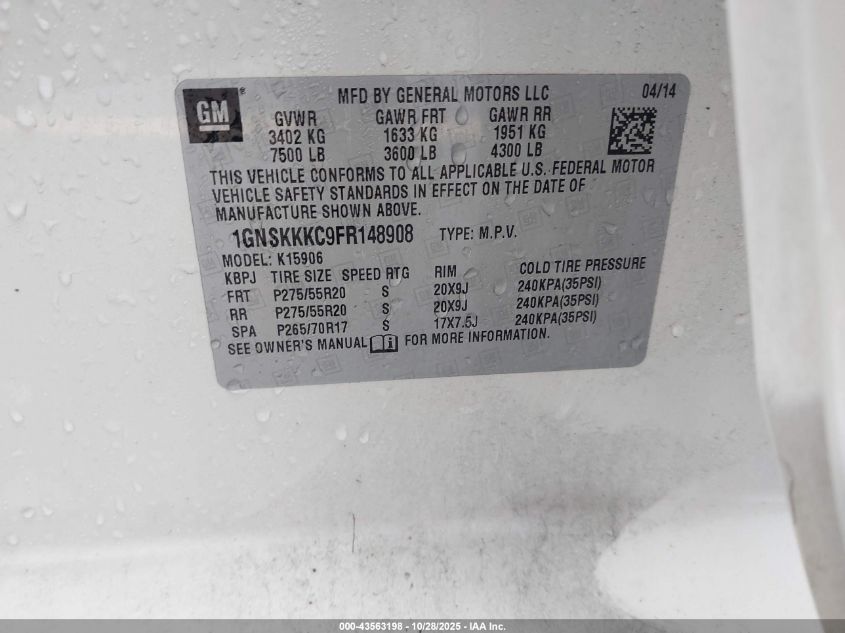 GM ®
MFD BY GENERAL MOTORS LLC 04/14
GVWR GAWR FRT GAWR RR
3402 KG 1633 KG 1951 KG
7500 LB 3600 LB 4300 LB
THIS VEHICLE CONFORMS TO ALL APPLICABLE U.S. FEDERAL MOTOR
VEHICLE SAFETY STANDARDS IN EFFECT ON THE DATE OF
MANUFACTURE SHOWN ABOVE.
1GNSKKKC9FR148908 TYPE: M.P.V.
MODEL: K15906
KBPJ TIRE SIZE SPEED RTG RIM COLD TIRE PRESSURE
FRT P275/55R20 S 20X9J 240KPA(35PSI)
RR P275/55R20 S 20X9J 240KPA(35PSI)
SPA P265/70R17 S 17X7.5J 240KPA(35PSI)
SEE OWNER'S MANUAL i FOR MORE INFORMATION.
000-43563198 - 10/28/2025 - IAA Inc.